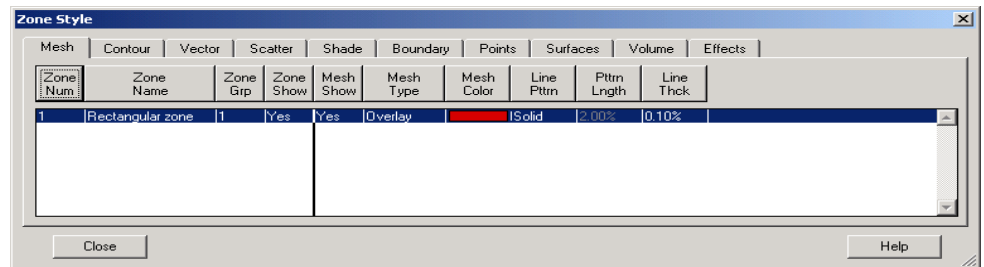 Zone Style
Mesh Contour Vector Scatter Shade Boundary Points Surfaces Volume Effects
Zone Num Zone Name Zone Grp Zone Show Mesh Show Mesh Type Mesh Color Line Pttrn Pttrn Lngth Line Thck
1 Rectangular zone 1 Yes Yes Overlay Solid 2.00% 0.10%
Close Help